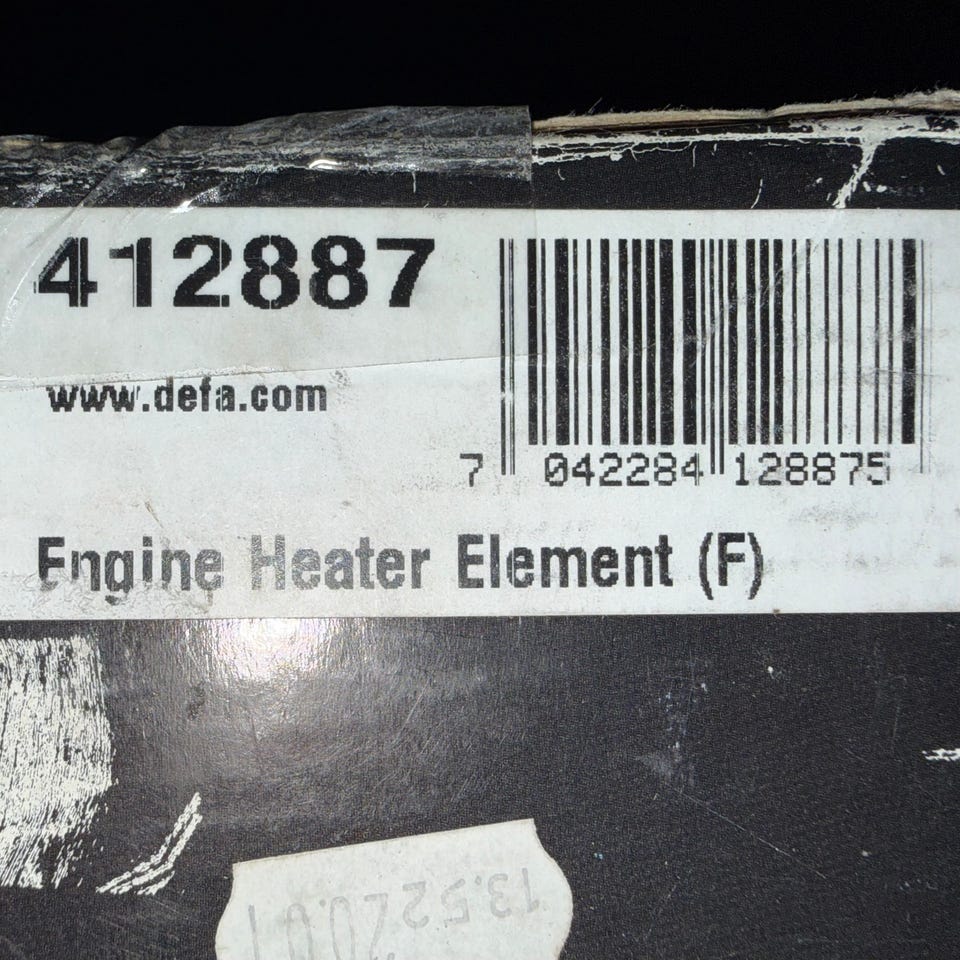 412887
www.defa.com
7 042284 128875
Engine Heater Element (F)